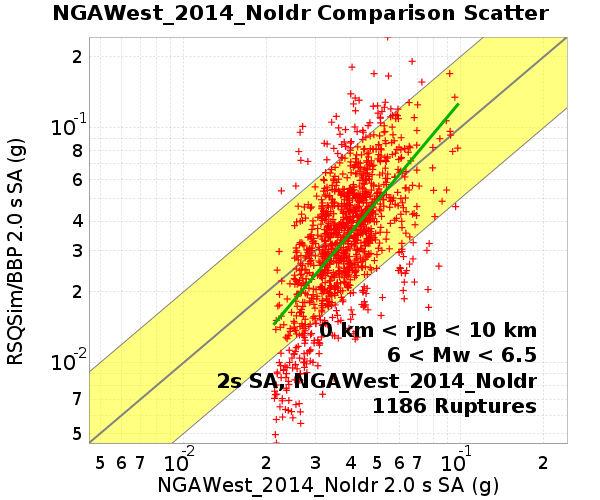 NGAWest_2014_NoIdr Comparison Scatter
RSQSim/BBP 2.0 s SA (g)
2
10-1
8
6
4
3
2
10-2
7
5
0 km < rJB < 10 km
6 < Mw < 6.5
2s SA, NGAWest_2014_NoIdr
1186 Ruptures
5 6 7 10-2 2 3 4 5 6 7 10-1 2
NGAWest_2014_NoIdr 2.0 s SA (g)